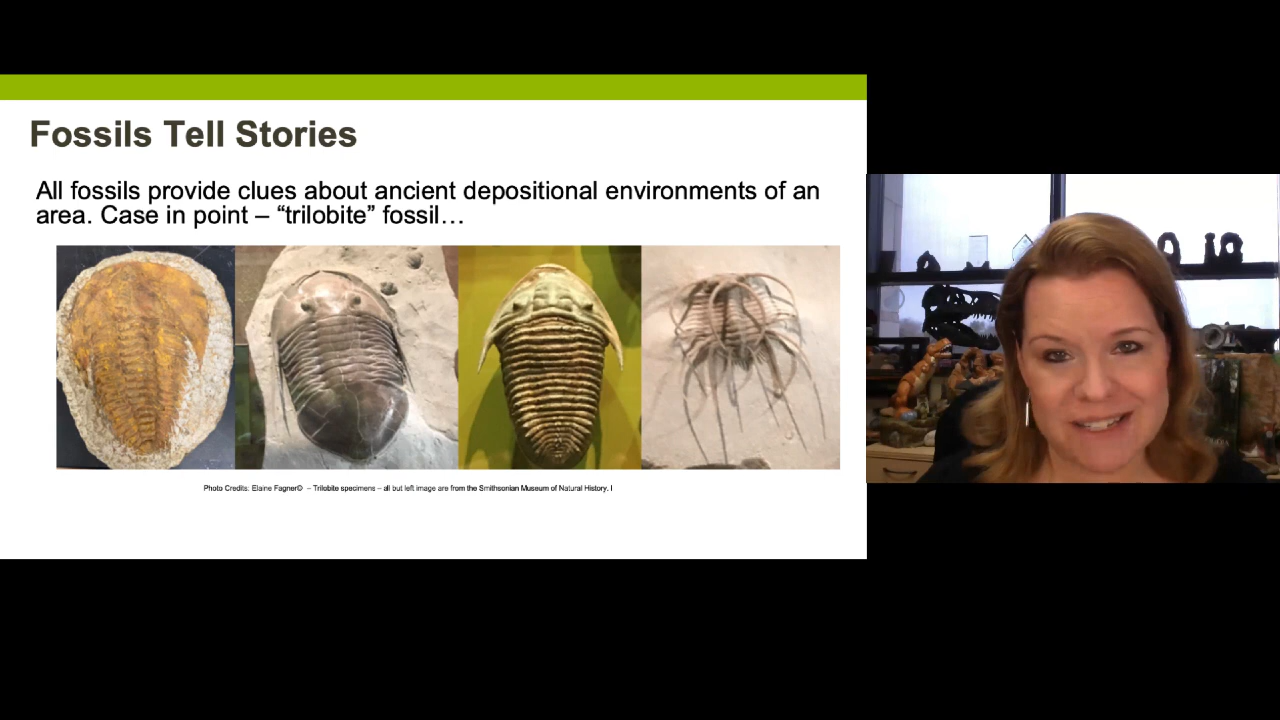 Fossils Tell Stories
All fossils provide clues about ancient depositional environments of an
area. Case in point – “trilobite” fossil…
Photo Credits: Elaine Fagner© – Trilobite specimens – all but left image are from the Smithsonian Museum of Natural History. I